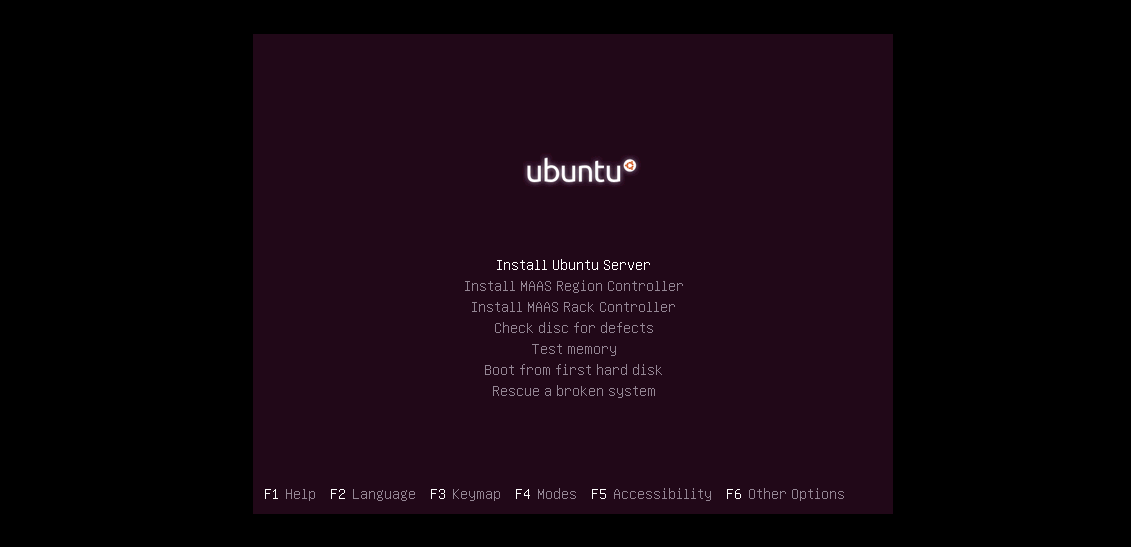 ubuntu
Install Ubuntu Server
Install MAAS Region Controller
Install MAAS Rack Controller
Check disc for defects
Test memory
Boot from first hard disk
Rescue a broken system
F1 Help F2 Language F3 Keymap F4 Modes F5 Accessibility F6 Other Options